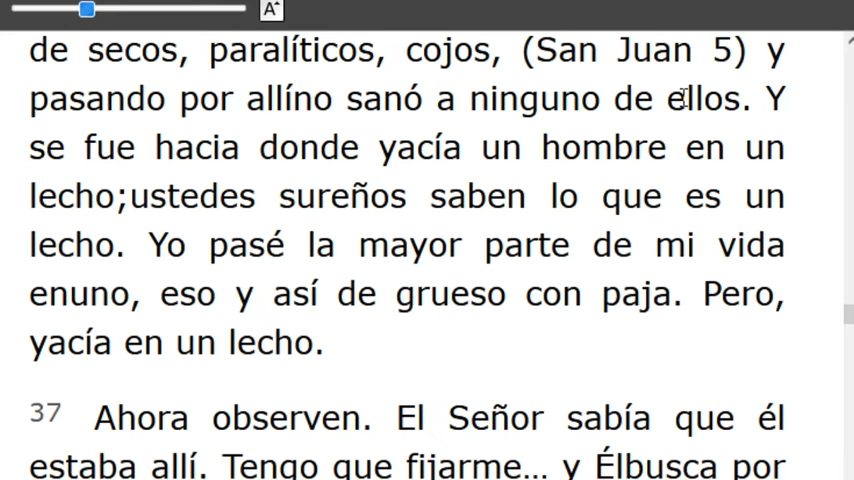 A
de secos, paralíticos, cojos, (San Juan 5) y
pasando por allíno sanó a ninguno de ellos. Y
se fue hacia donde yacía un hombre en un
lecho;ustedes sureños saben lo que es un
lecho. Yo pasé la mayor parte de mi vida
enuno, eso y así de grueso con paja. Pero,
yacía en un lecho.
37 Ahora observen. El Señor sabía que él
estaba allí. Tengo que fijarme... y Élbusca por